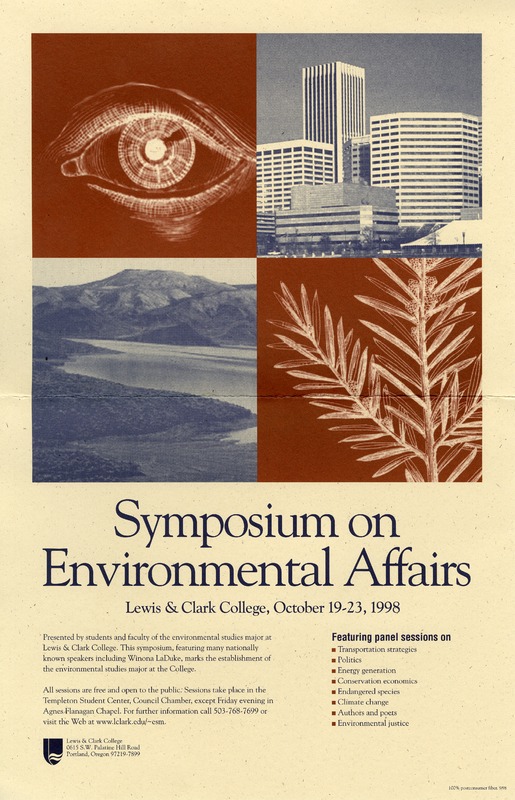 Symposium on
Environmental Affairs
Lewis & Clark College, October 19-23, 1998
Presented by students and faculty of the environmental studies major at
Lewis & Clark College. This symposium, featuring many nationally
known speakers including Winona LaDuke, marks the establishment of
the environmental studies major at the College.
All sessions are free and open to the public. Sessions take place in the
Templeton Student Center, Council Chamber, except Friday evening in
Agnes Flanagan Chapel. For further information call 503-768-7699 or
visit the Web at www.lclark.edu/~esm.
Featuring panel sessions on
Transportation strategies
Politics
Energy generation
Conservation economics
Endangered species
Climate change
Authors and poets
Environmental justice
Lewis & Clark College
0615 S.W. Palatine Hill Road
Portland, Oregon 97219-7899
100% postconsumer fiber